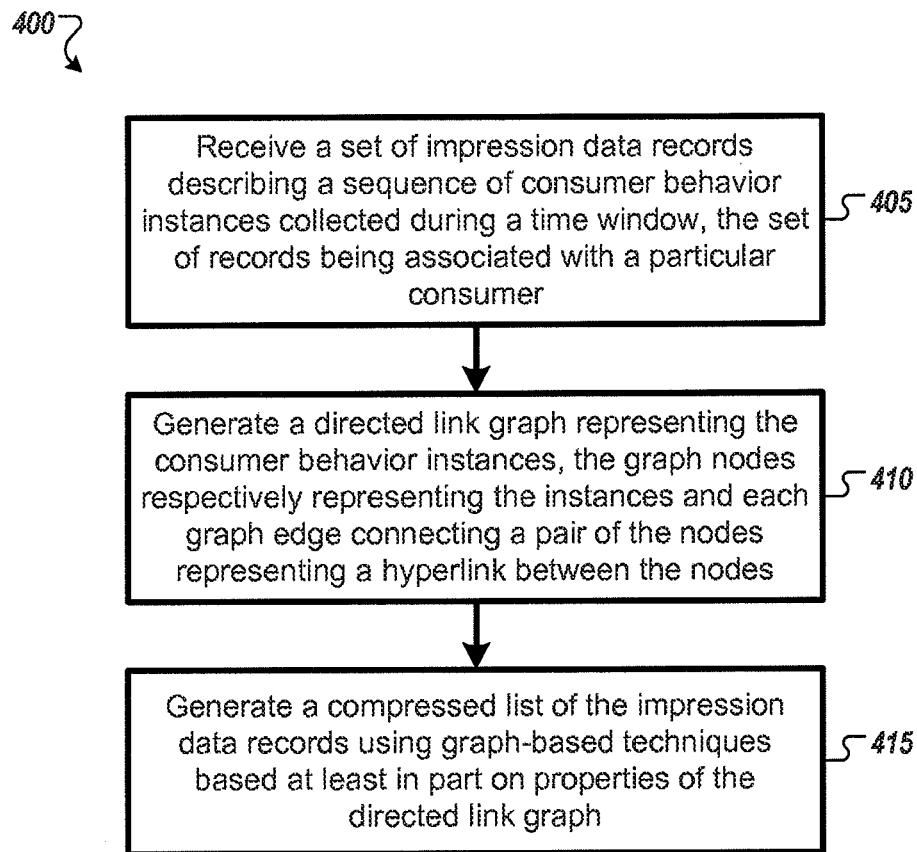 400
Receive a set of impression data records
describing a sequence of consumer behavior
instances collected during a time window, the set
of records being associated with a particular
consumer
405
Generate a directed link graph representing the
consumer behavior instances, the graph nodes
respectively representing the instances and each
graph edge connecting a pair of the nodes
representing a hyperlink between the nodes
410
Generate a compressed list of the impression
data records using graph-based techniques
based at least in part on properties of the
directed link graph
415